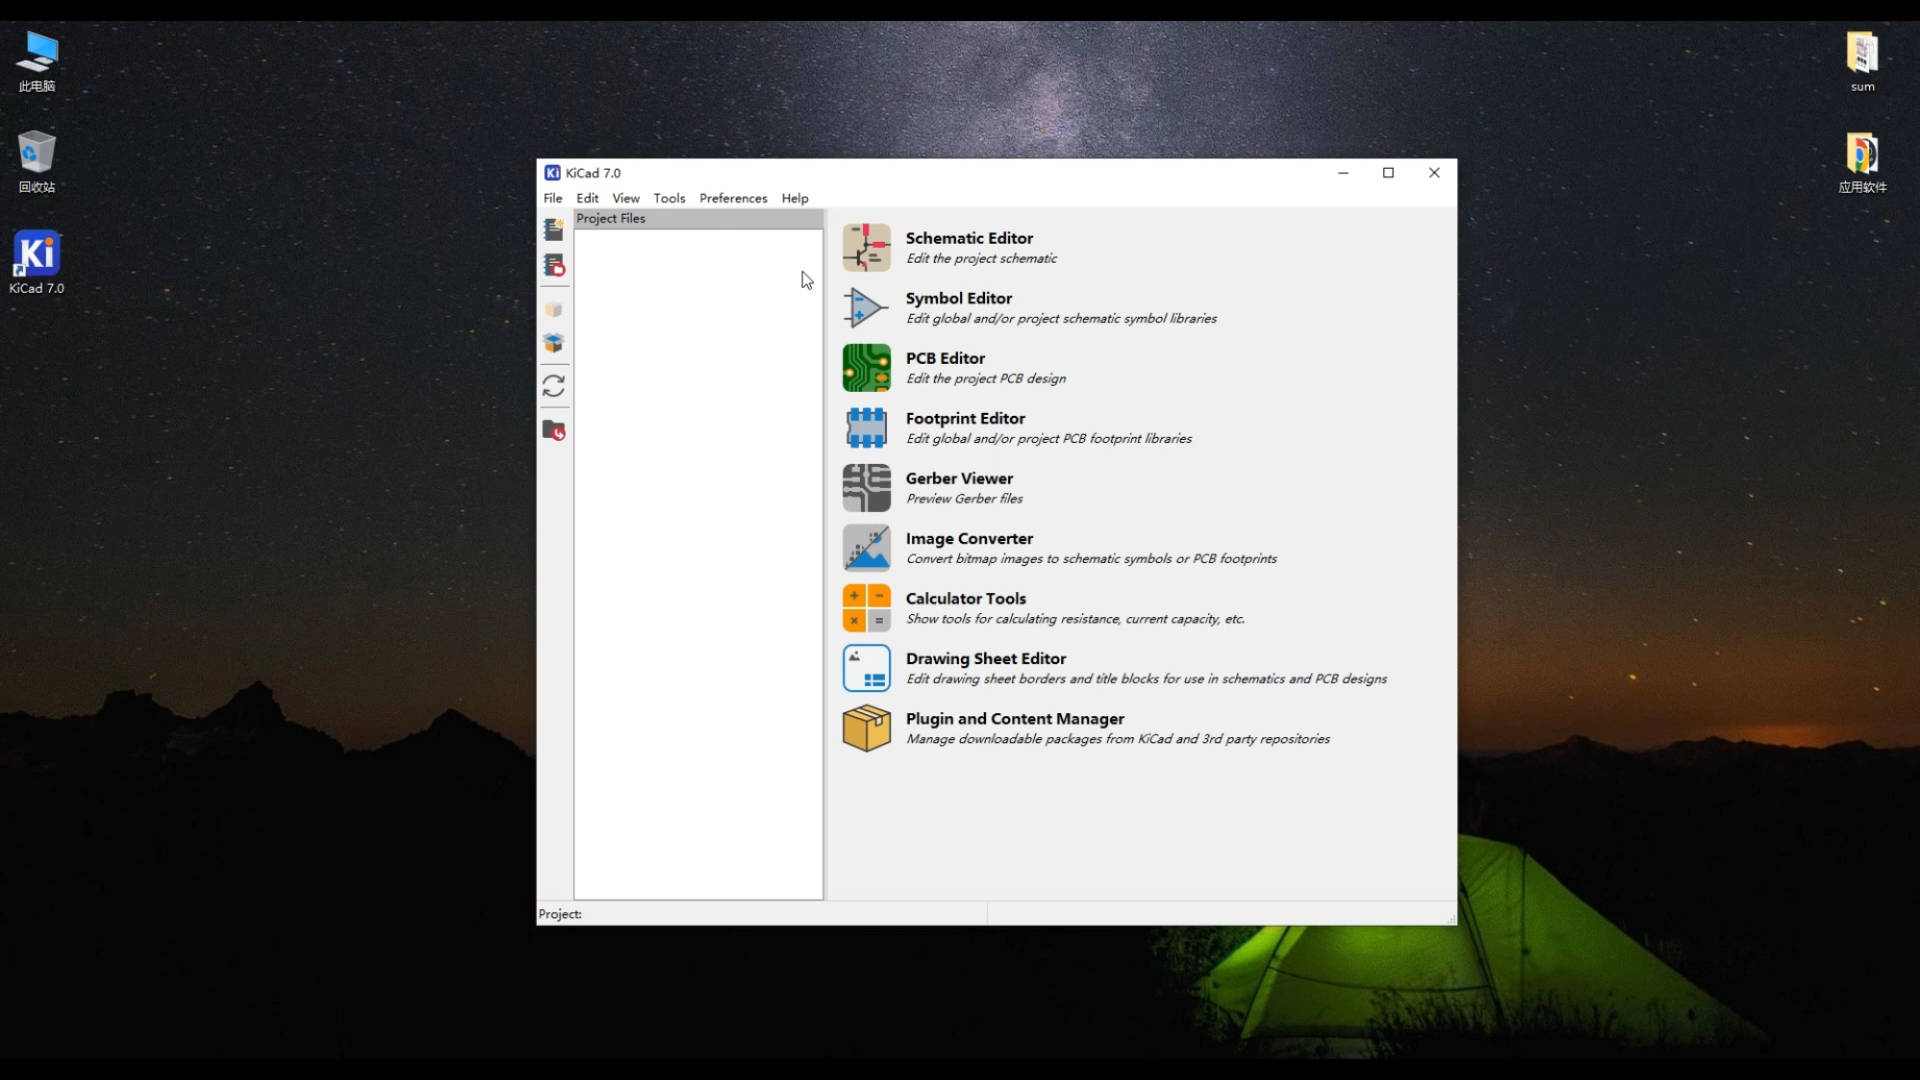 此电脑
回收站
KiCad 7.0
sum
应用软件
KiCad 7.0
File Edit View Tools Preferences Help
Project Files
Schematic Editor
Edit the project schematic
Symbol Editor
Edit global and/or project schematic symbol libraries
PCB Editor
Edit the project PCB design
Footprint Editor
Edit global and/or project PCB footprint libraries
Gerber Viewer
Preview Gerber files
Image Converter
Convert bitmap images to schematic symbols or PCB footprints
Calculator Tools
Show tools for calculating resistance, current capacity, etc.
Drawing Sheet Editor
Edit drawing sheet borders and title blocks for use in schematics and PCB designs
Plugin and Content Manager
Manage downloadable packages from KiCad and 3rd party repositories
Project: